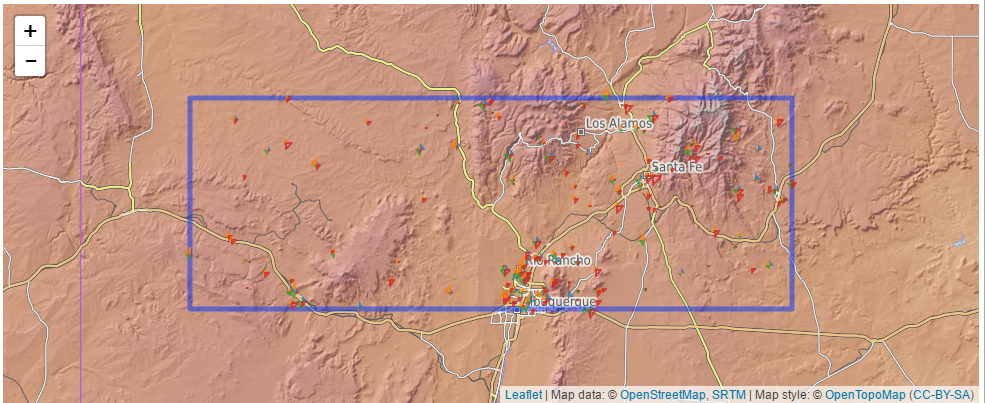 +
−
Los Alamos
Santa Fe
Rio Rancho
Albuquerque
Leaflet | Map data: © OpenStreetMap, SRTM | Map style: © OpenTopoMap (CC-BY-SA)